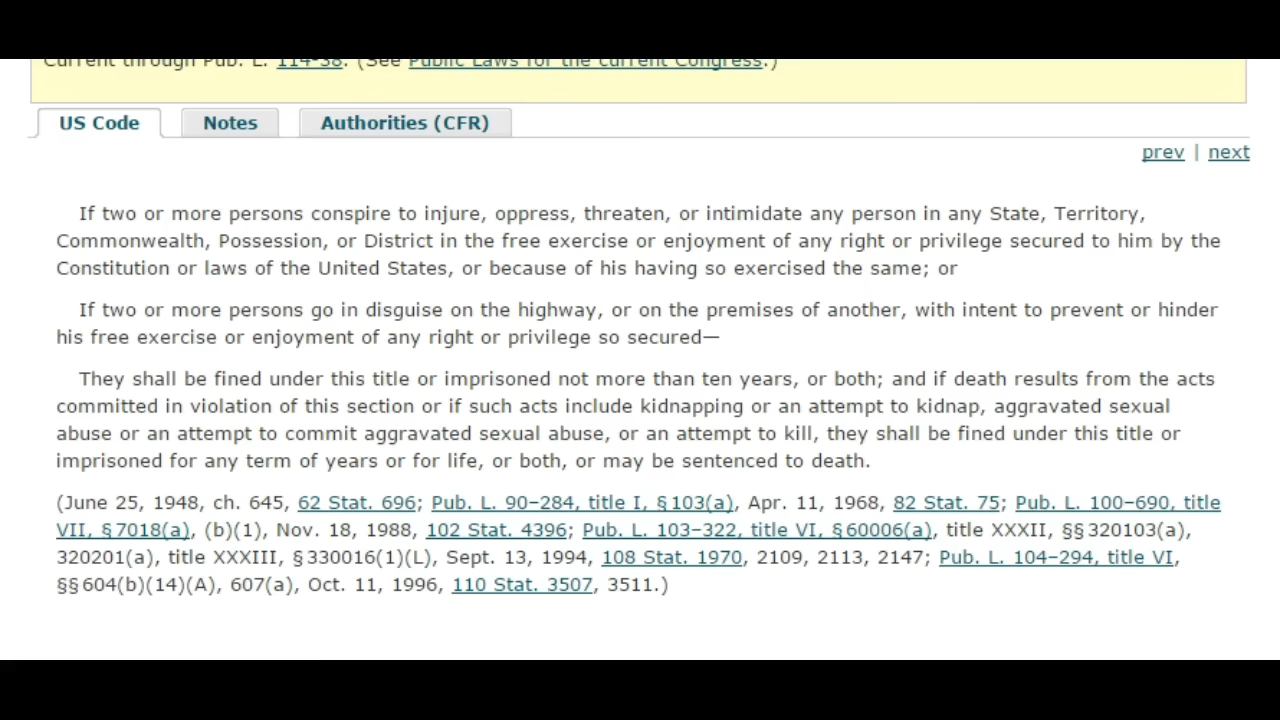 Current through Pub. L. 114-38. (See Public Laws for the current Congress.)
US Code Notes Authorities (CFR)
prev | next
If two or more persons conspire to injure, oppress, threaten, or intimidate any person in any State, Territory,
Commonwealth, Possession, or District in the free exercise or enjoyment of any right or privilege secured to him by the
Constitution or laws of the United States, or because of his having so exercised the same; or
If two or more persons go in disguise on the highway, or on the premises of another, with intent to prevent or hinder
his free exercise or enjoyment of any right or privilege so secured—
They shall be fined under this title or imprisoned not more than ten years, or both; and if death results from the acts
committed in violation of this section or if such acts include kidnapping or an attempt to kidnap, aggravated sexual
abuse or an attempt to commit aggravated sexual abuse, or an attempt to kill, they shall be fined under this title or
imprisoned for any term of years or for life, or both, or may be sentenced to death.
(June 25, 1948, ch. 645, 62 Stat. 696; Pub. L. 90–284, title I, §103(a), Apr. 11, 1968, 82 Stat. 75; Pub. L. 100–690, title
VII, §7018(a), (b)(1), Nov. 18, 1988, 102 Stat. 4396; Pub. L. 103–322, title VI, §60006(a), title XXXII, §§320103(a),
320201(a), title XXXIII, §330016(1)(L), Sept. 13, 1994, 108 Stat. 1970, 2109, 2113, 2147; Pub. L. 104–294, title VI,
§§604(b)(14)(A), 607(a), Oct. 11, 1996, 110 Stat. 3507, 3511.)